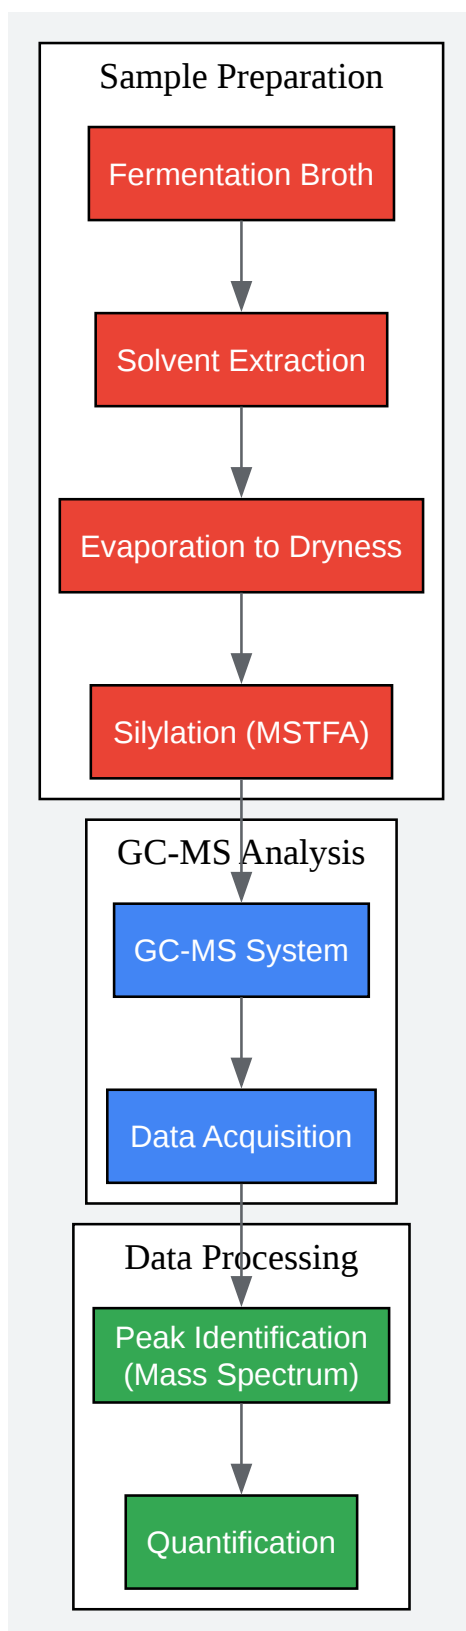 Sample Preparation
Fermentation Broth
Solvent Extraction
Evaporation to Dryness
Silylation (MSTFA)
GC-MS Analysis
GC-MS System
Data Acquisition
Data Processing
Peak Identification
(Mass Spectrum)
Quantification